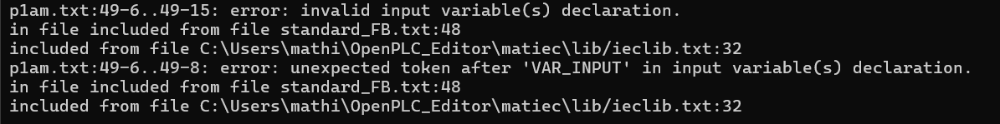 p1am.txt:49-6..49-15: error: invalid input variable(s) declaration.
in file included from file standard_FB.txt:48
included from file C:\Users\mathi\OpenPLC_Editor\matiec\lib/ieclib.txt:32
p1am.txt:49-6..49-8: error: unexpected token after 'VAR_INPUT' in input variable(s) declaration.
in file included from file standard_FB.txt:48
included from file C:\Users\mathi\OpenPLC_Editor\matiec\lib/ieclib.txt:32